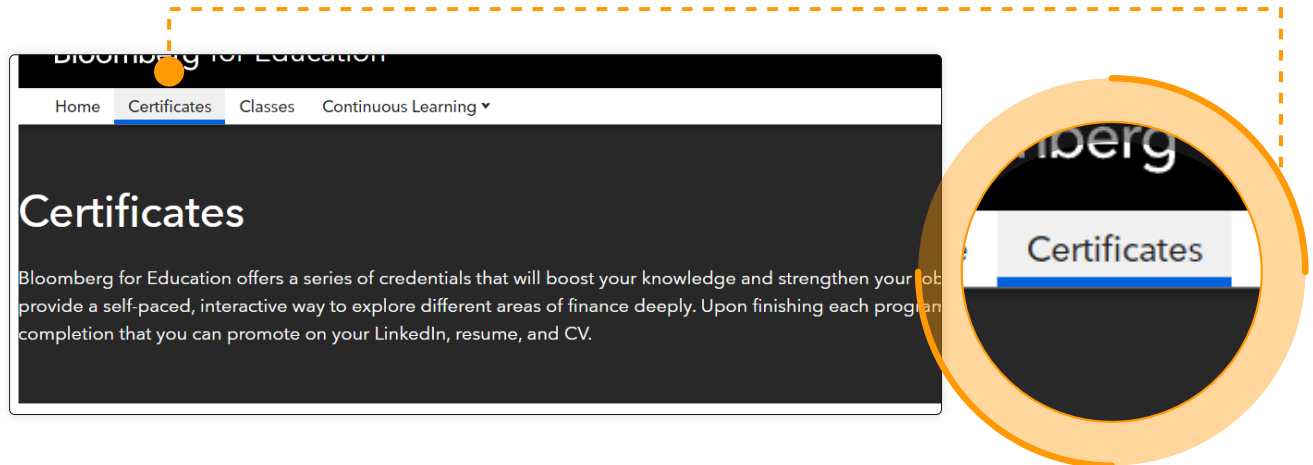 Bloomberg for Education
Home Certificates Classes Continuous Learning
Certificates
Bloomberg for Education offers a series of credentials that will boost your knowledge and strengthen your job
provide a self-paced, interactive way to explore different areas of finance deeply. Upon finishing each program
completion that you can promote on your LinkedIn, resume, and CV.
berg
Certificates